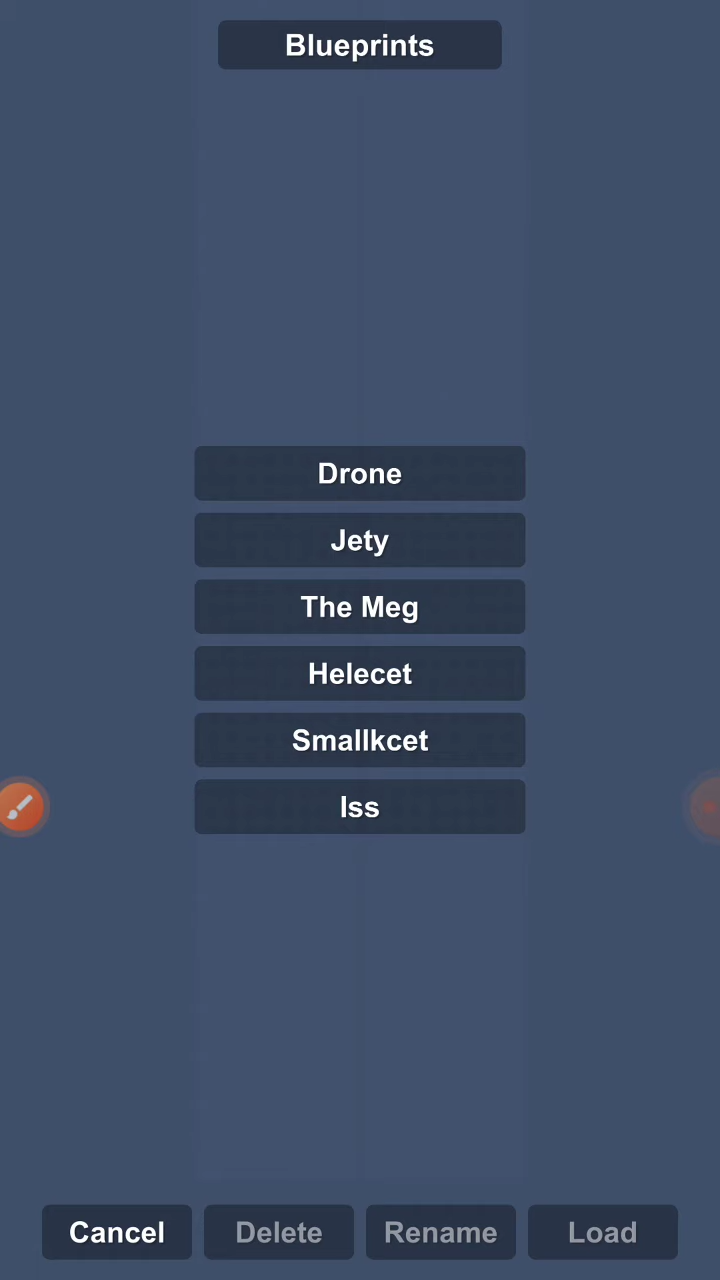 Blueprints
Drone
Jety
The Meg
Helecet
Smallkcet
Iss
Cancel Delete Rename Load